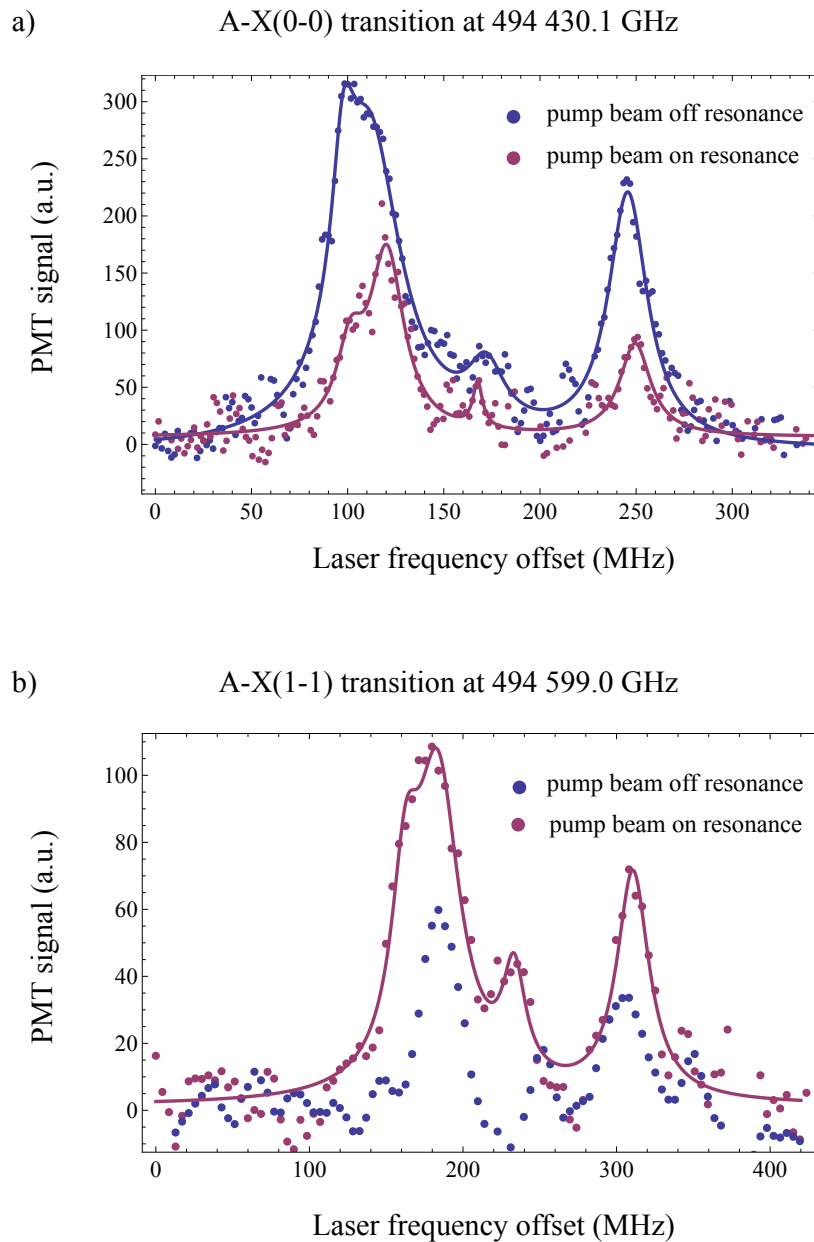 a) A-X(0-0) transition at 494 430.1 GHz
pump beam off resonance
pump beam on resonance
PMT signal (a.u.)
300
250
200
150
100
50
0
0 50 100 150 200 250 300
Laser frequency offset (MHz)
b) A-X(1-1) transition at 494 599.0 GHz
pump beam off resonance
pump beam on resonance
PMT signal (a.u.)
100
80
60
40
20
0
0 100 200 300 400
Laser frequency offset (MHz)